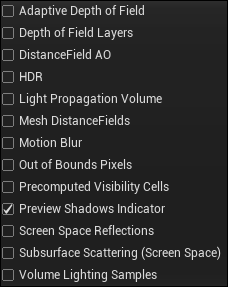 Adaptive Depth of Field
Depth of Field Layers
DistanceField AO
HDR
Light Propagation Volume
Mesh DistanceFields
Motion Blur
Out of Bounds Pixels
Precomputed Visibility Cells
Preview Shadows Indicator
Screen Space Reflections
Subsurface Scattering (Screen Space)
Volume Lighting Samples